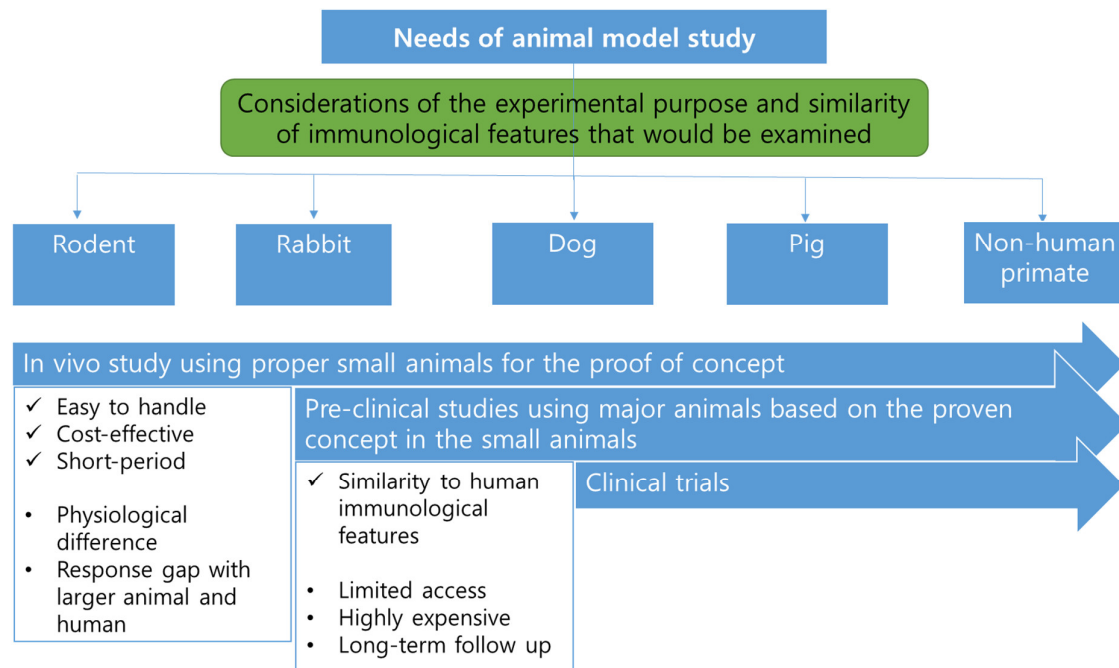 Needs of animal model study
Considerations of the experimental purpose and similarity
of immunological features that would be examined
Rodent
Rabbit
Dog
Pig
Non-human
primate
In vivo study using proper small animals for the proof of concept
✓ Easy to handle
✓ Cost-effective
✓ Short-period
• Physiological
difference
• Response gap with
larger animal and
human
Pre-clinical studies using major animals based on the proven
concept in the small animals
✓ Similarity to human
immunological
features
• Limited access
• Highly expensive
• Long-term follow up
Clinical trials